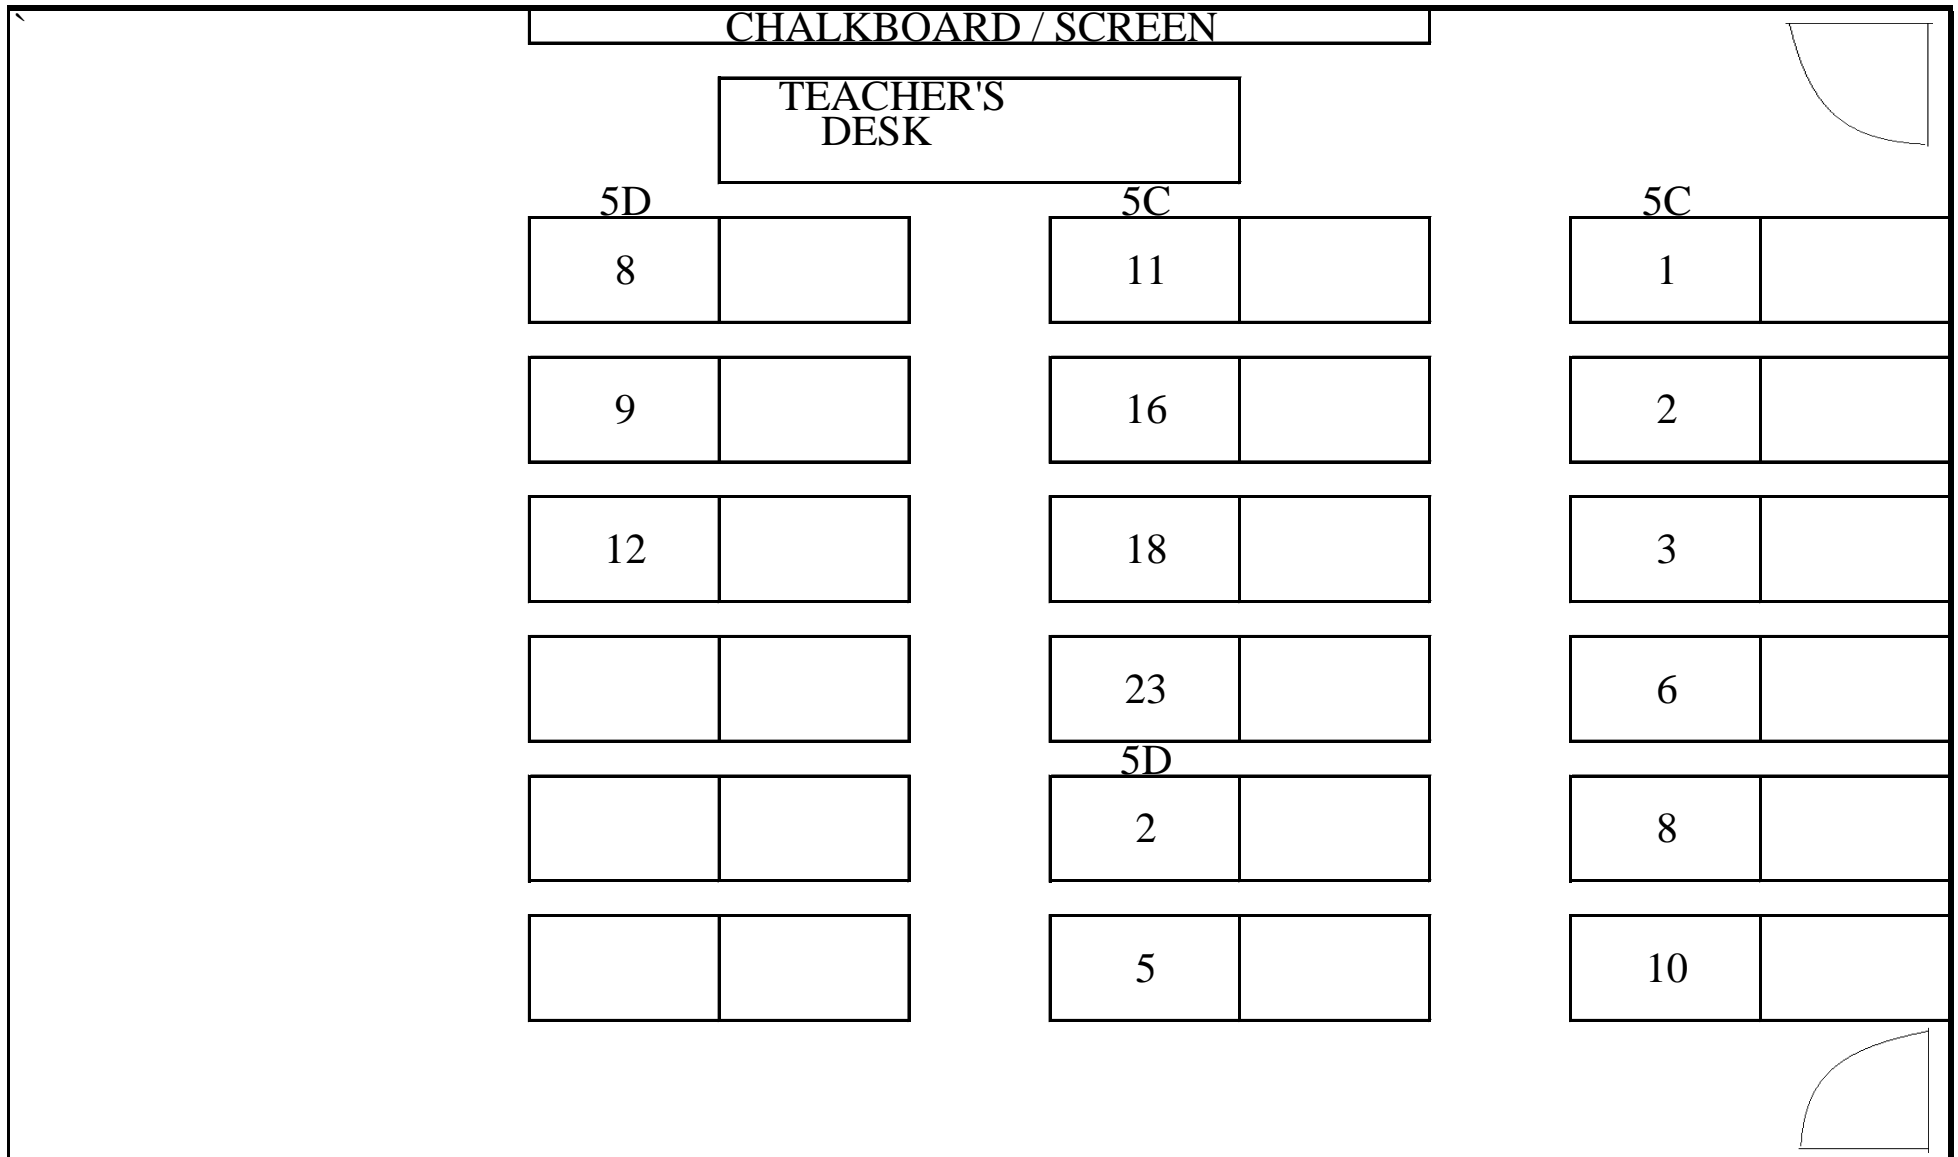 `
CHALKBOARD / SCREEN
TEACHER'S
DESK
5D 5C 5C
8 11 1
9 16 2
12 18 3
23 6
5D
2 8
5 10